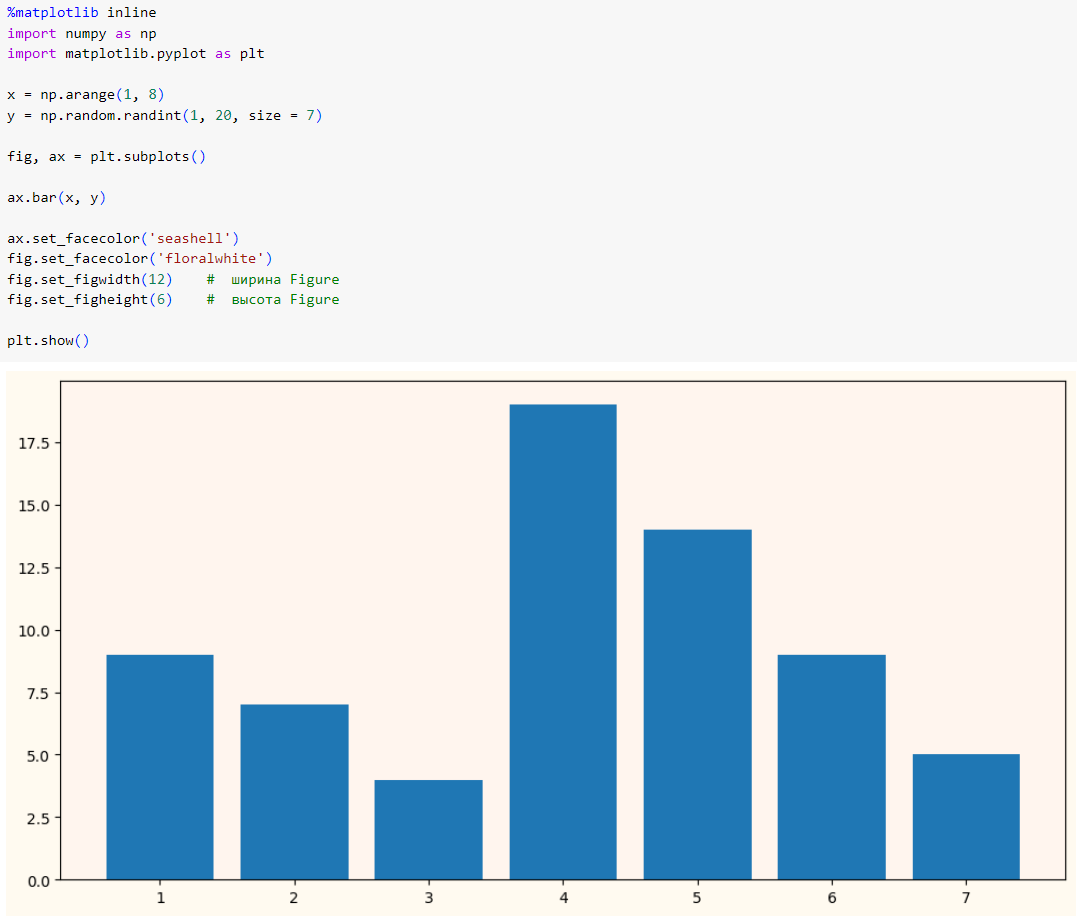 %matplotlib inline
import numpy as np
import matplotlib.pyplot as plt
x = np.arange(1, 8)
y = np.random.randint(1, 20, size = 7)
fig, ax = plt.subplots()
ax.bar(x, y)
ax.set_facecolor('seashell')
fig.set_facecolor('floralwhite')
fig.set_figwidth(12)    #  ширина Figure
fig.set_figheight(6)    #  высота Figure
plt.show()
17.5
15.0
12.5
10.0
7.5
5.0
2.5
0.0
1 2 3 4 5 6 7